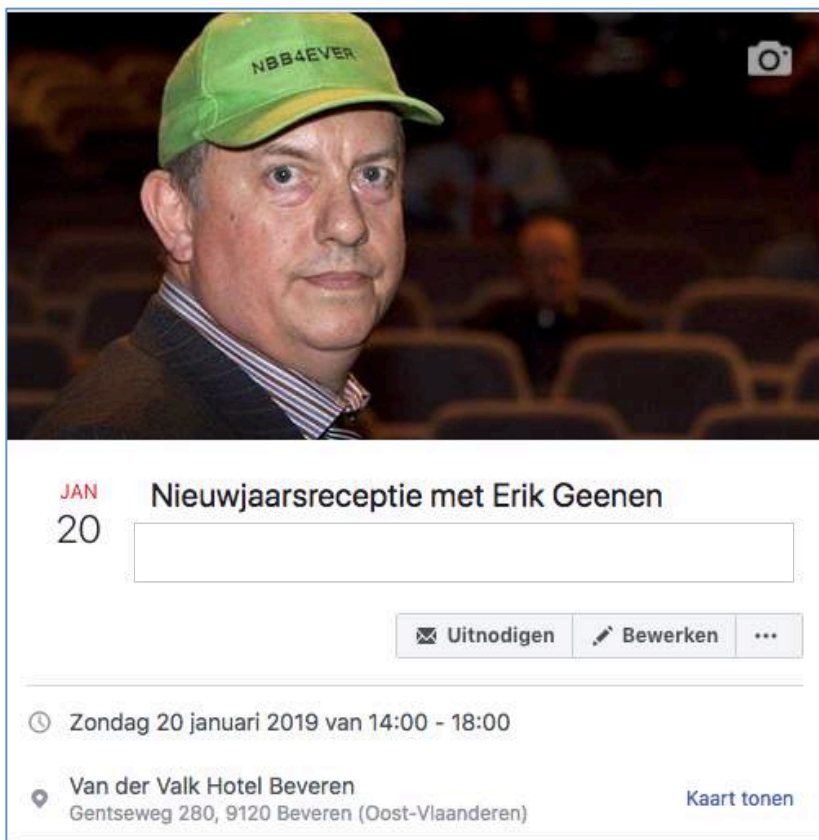 NBB4EVER
JAN
20
Nieuwjaarsreceptie met Erik Geenen
Uitnodigen
Bewerken
...
Zondag 20 januari 2019 van 14:00 - 18:00
Van der Valk Hotel Beveren
Gentseweg 280, 9120 Beveren (Oost-Vlaanderen)
Kaart tonen